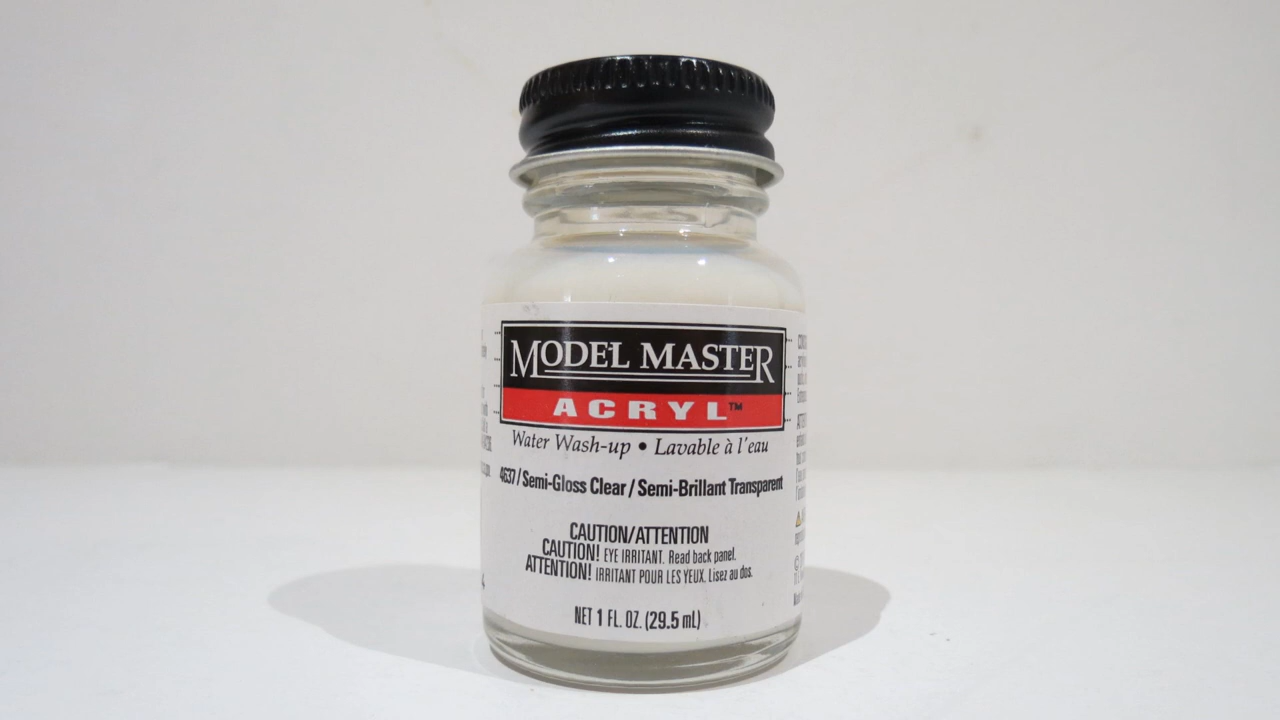 MODEL MASTER
ACRYL™
Water Wash-up • Lavable à l'eau
4637/Semi-Gloss Clear / Semi-Brillant Transparent
CAUTION/ATTENTION
CAUTION! EYE IRRITANT. Read back panel.
ATTENTION! IRRITANT POUR LES YEUX. Lisez au dos.
NET 1 FL. OZ. (29.5 mL)